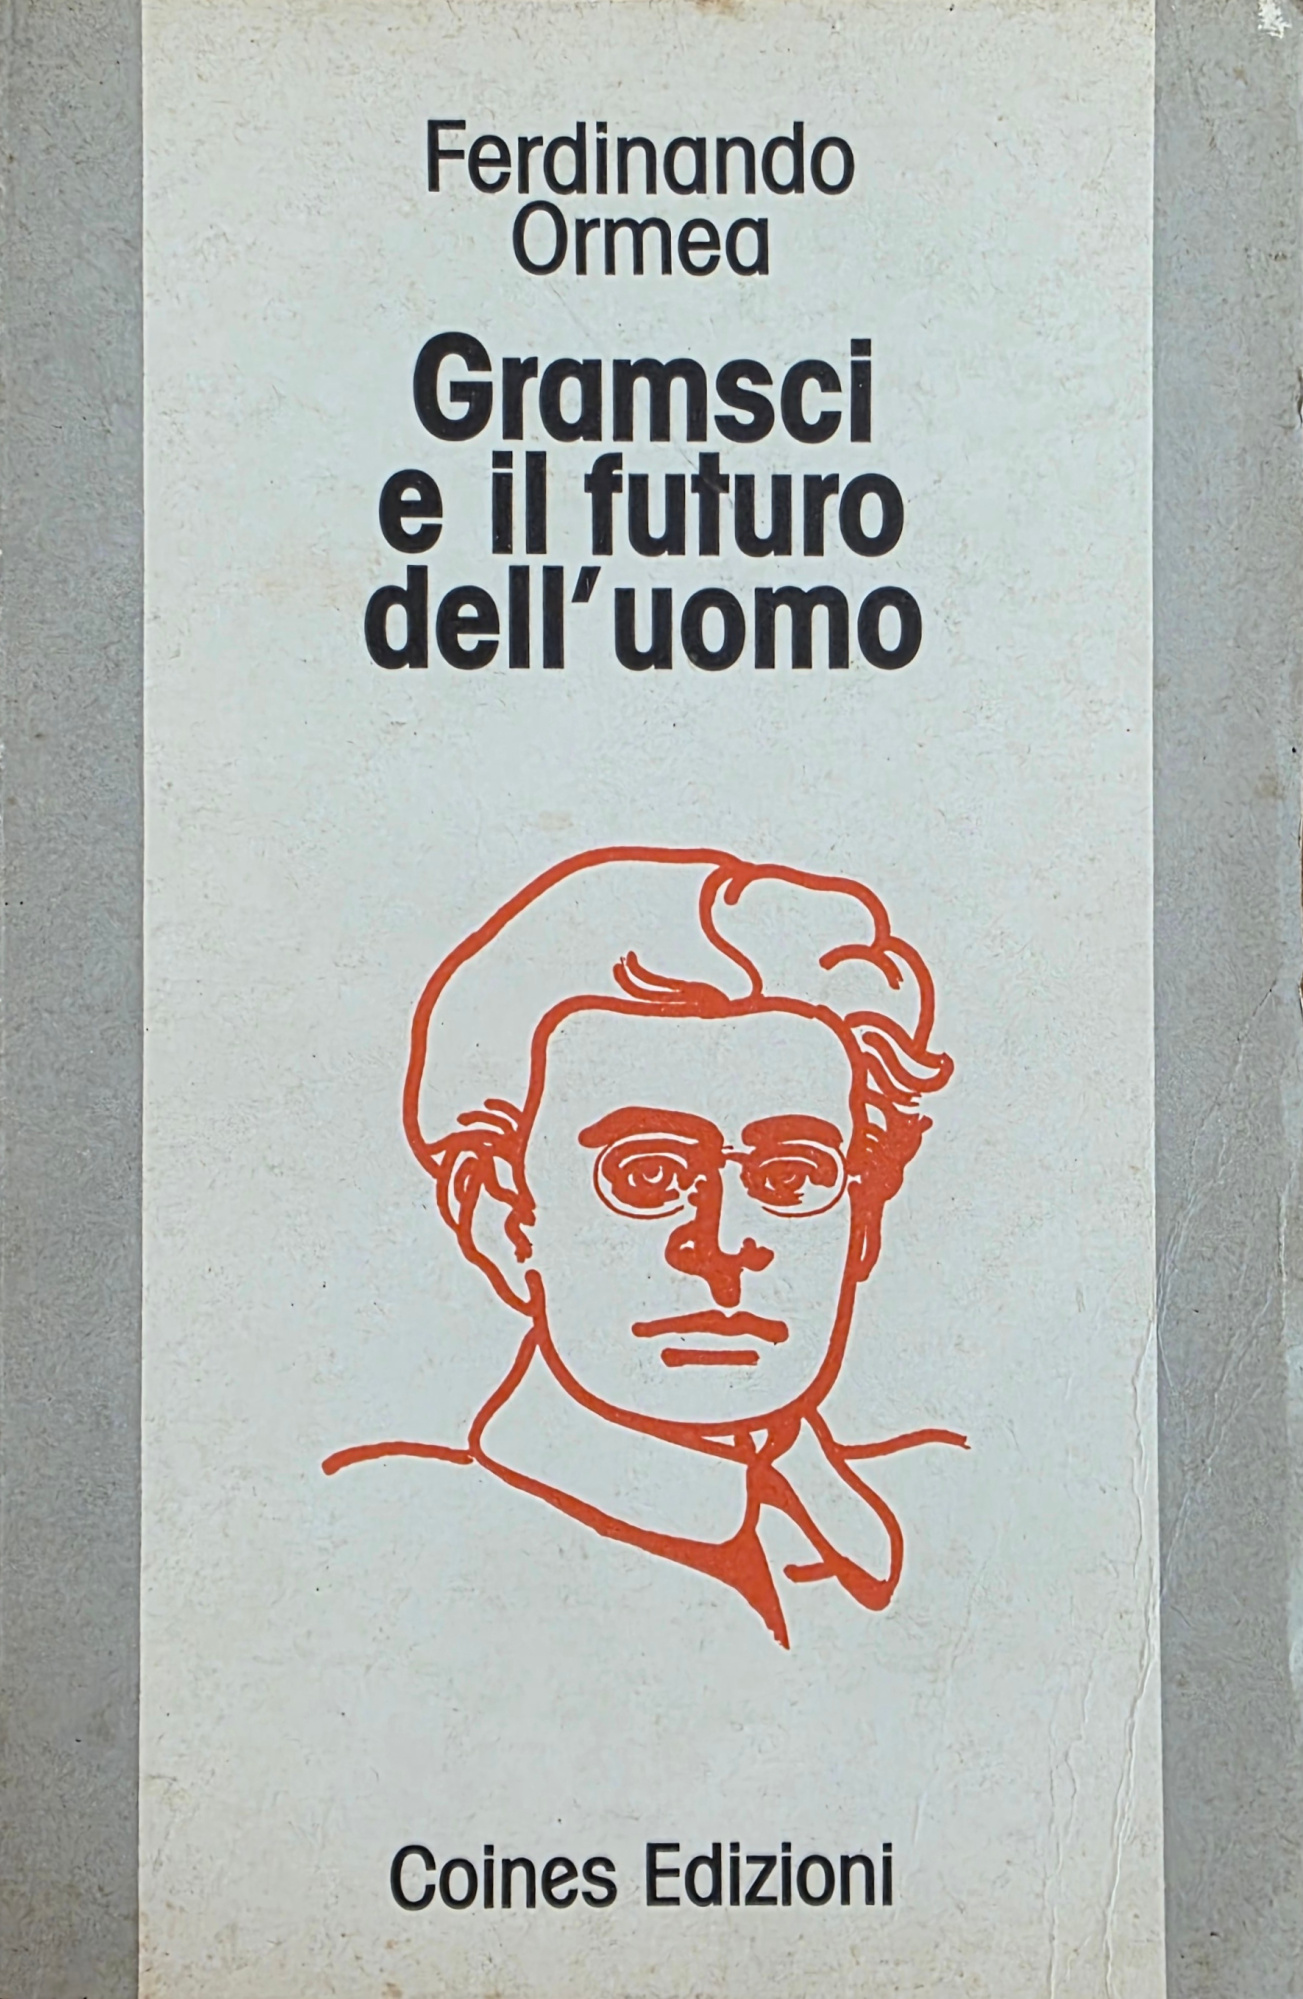 Ferdinando
Ormea
Gramsci
e il futuro
dell'uomo
Coines Edizioni